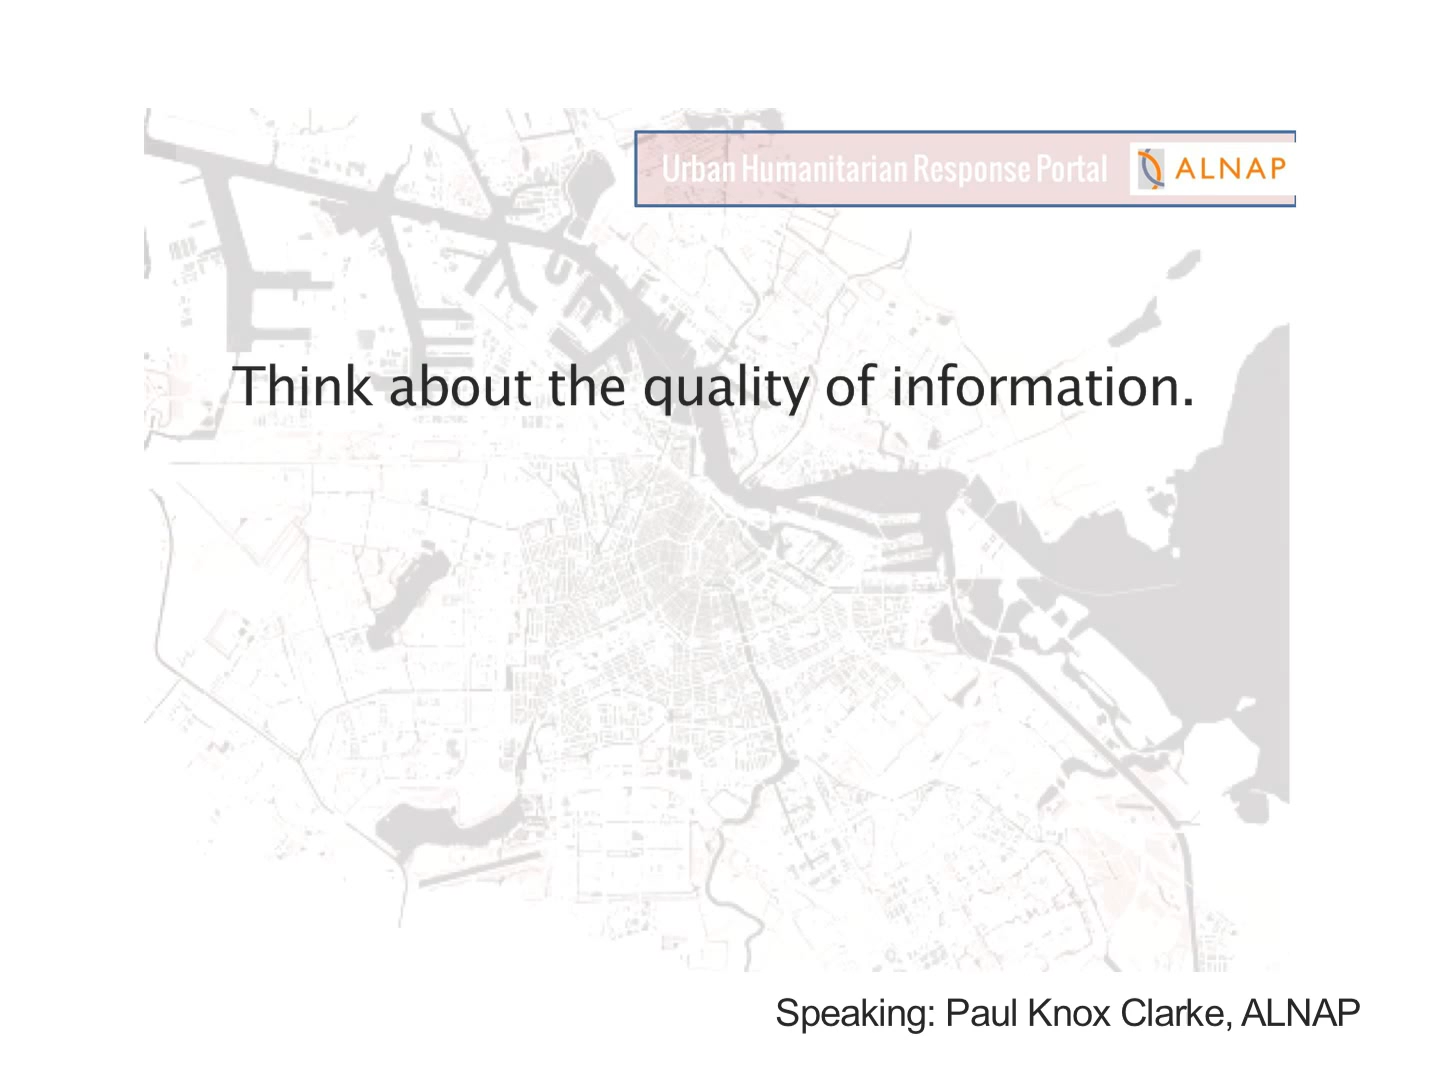 Urban Humanitarian Response Portal ALNAP
Think about the quality of information.
Speaking: Paul Knox Clarke, ALNAP